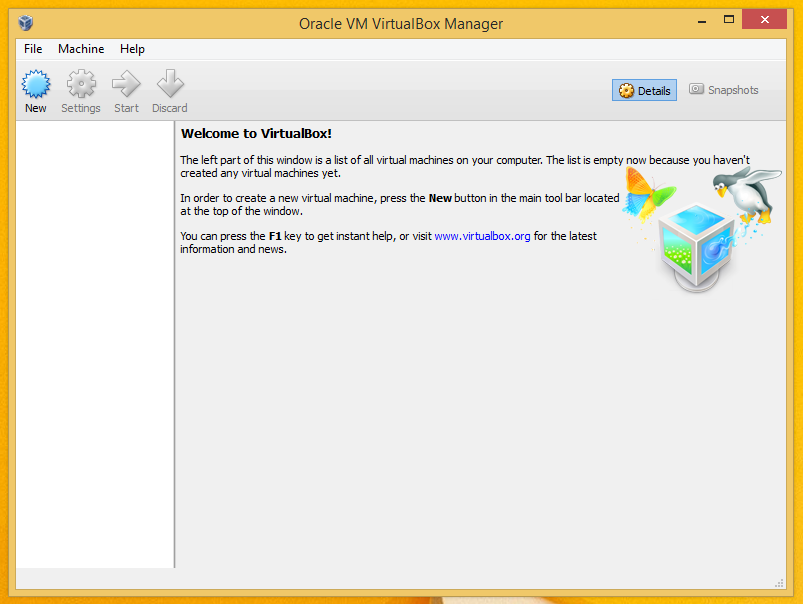 Oracle VM VirtualBox Manager
File Machine Help
New Settings Start Discard Details Snapshots
Welcome to VirtualBox!
The left part of this window is a list of all virtual machines on your computer. The list is empty now because you haven't
created any virtual machines yet.
In order to create a new virtual machine, press the New button in the main tool bar located
at the top of the window.
You can press the F1 key to get instant help, or visit www.virtualbox.org for the latest
information and news.